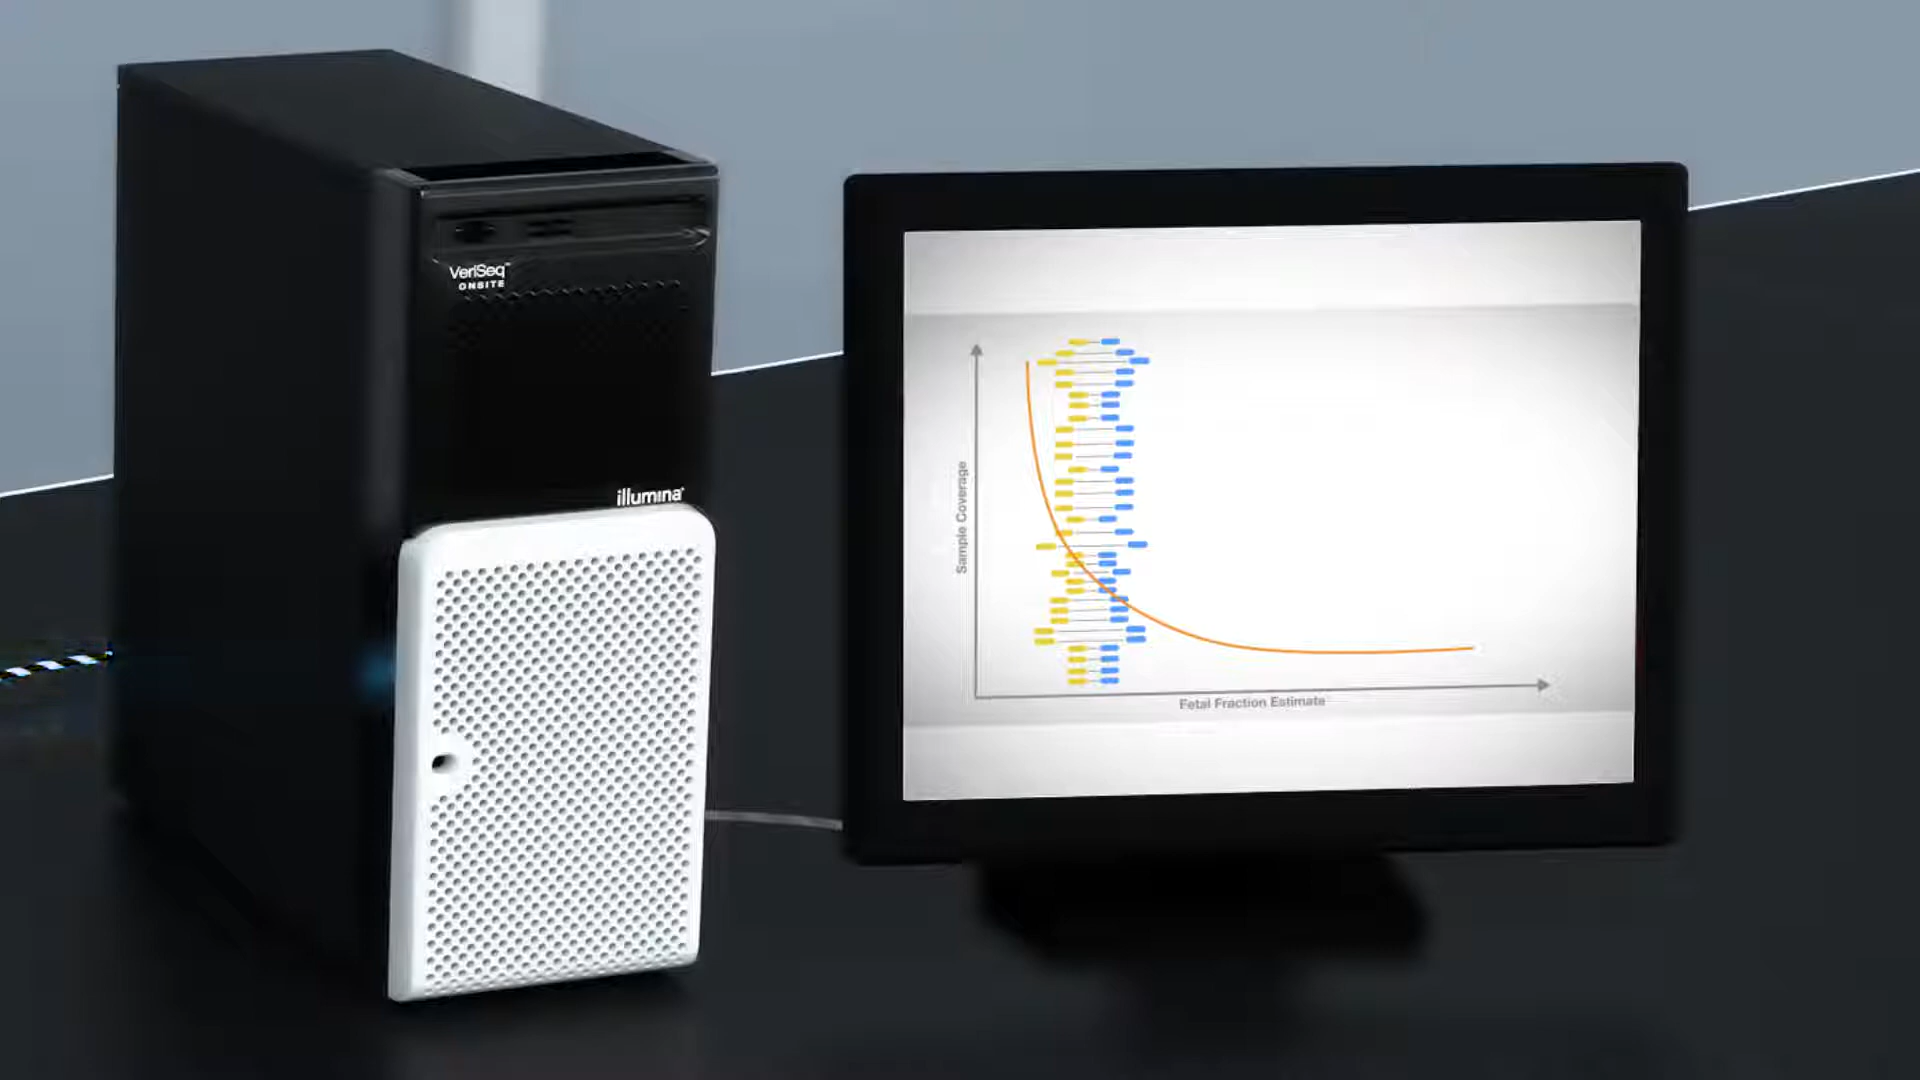 VeriSeq™
ONSITE
illumina®
Sample Coverage
Fetal Fraction Estimate